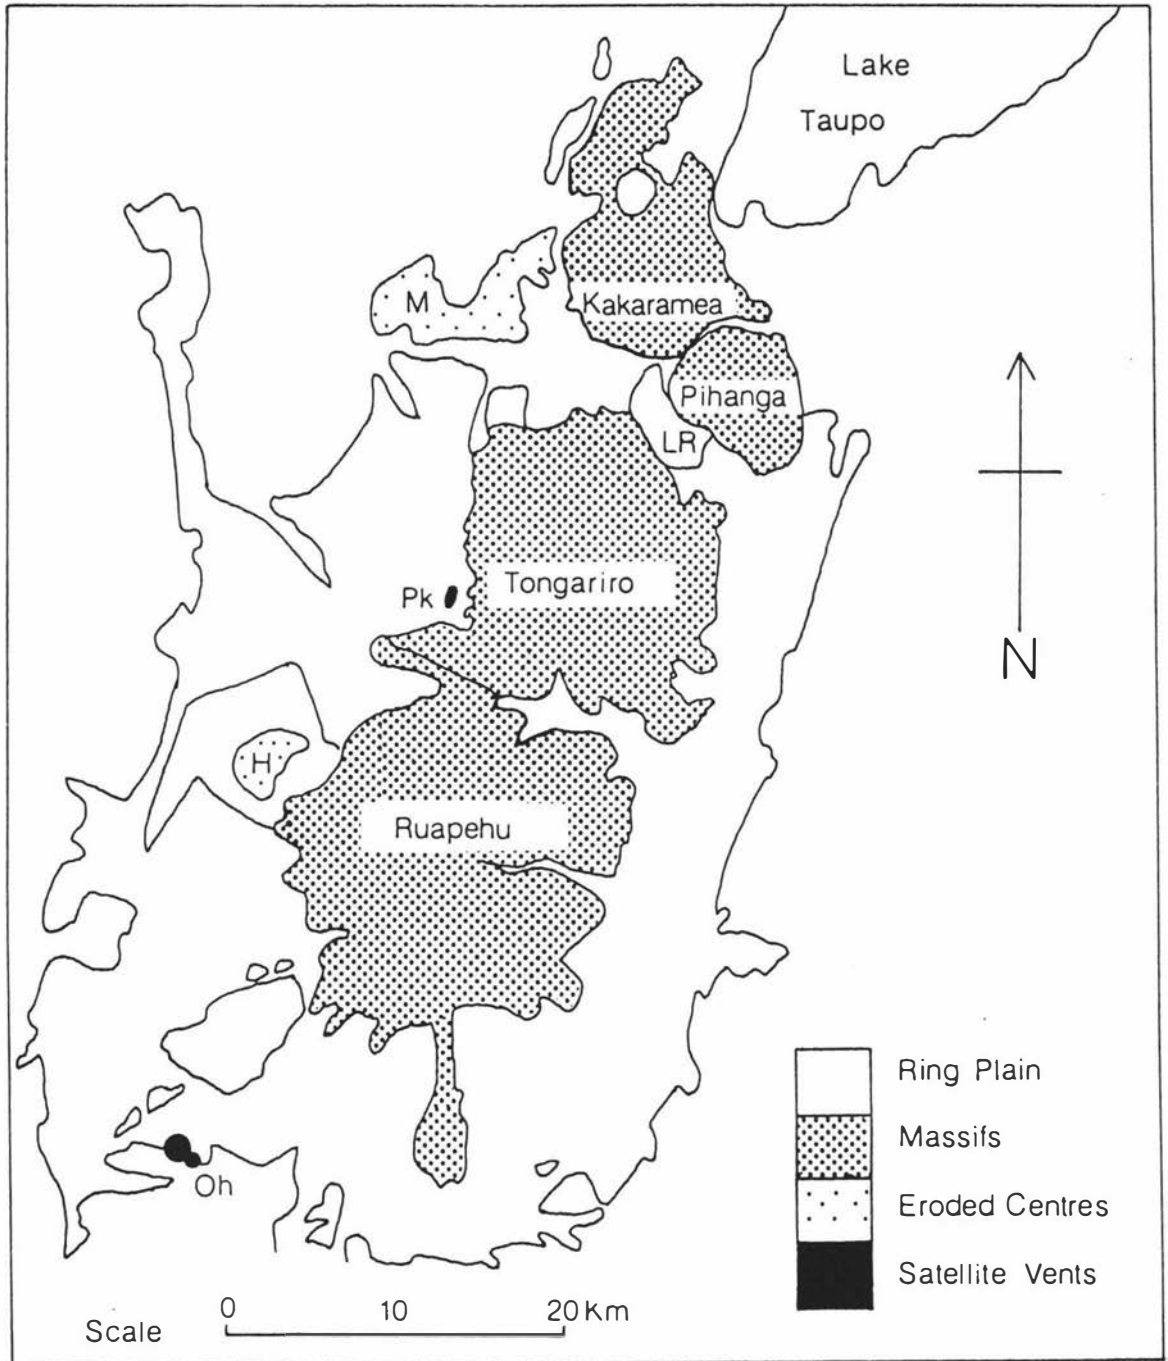 Lake
Taupo
M
Kakaramea
Pihanga
LR
Pk
Tongariro
N
H
Ruapehu
Oh
Ring Plain
Massifs
Eroded Centres
Satellite Vents
0 10 20 Km
Scale